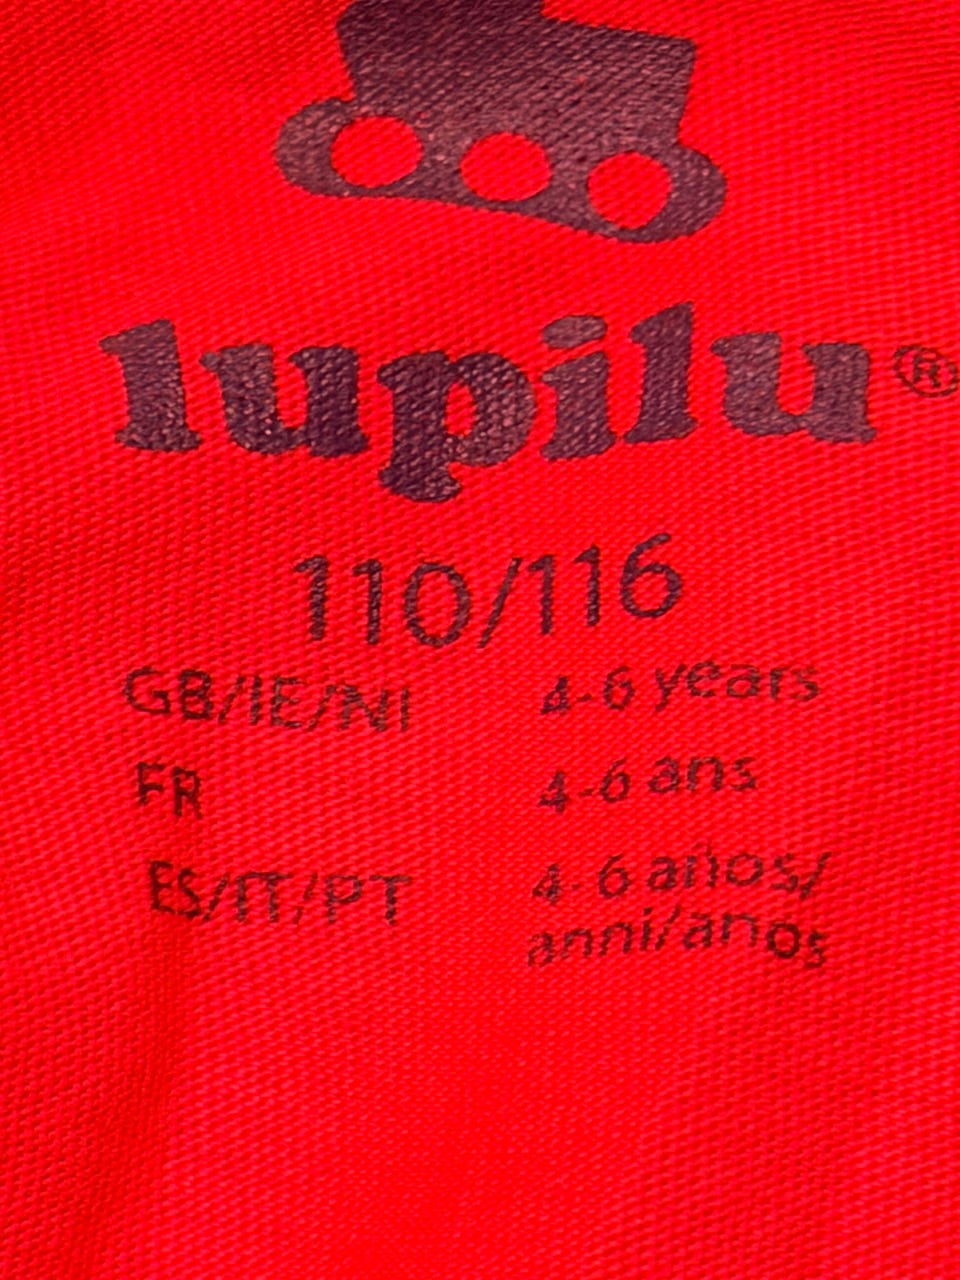 lupilu®
110/116
GB/IE/NI 4-6 years
FR 4-6 ans
ES/IT/PT 4-6 años/
anni/anos